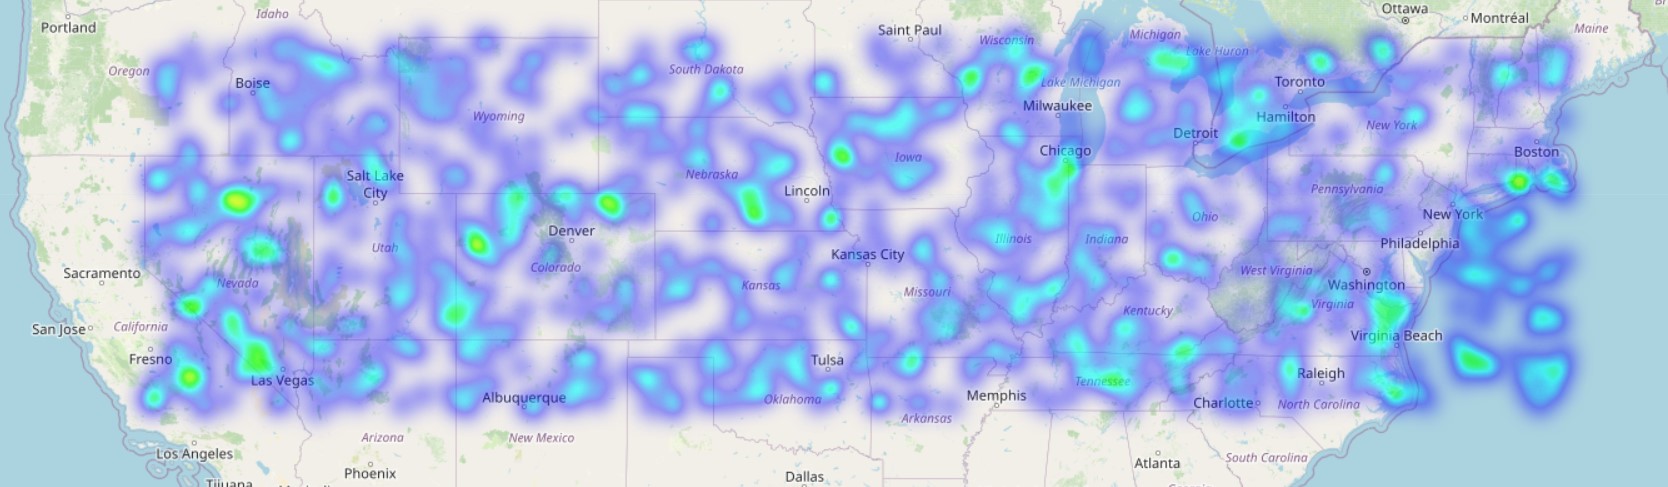 Portland
Idaho
Saint Paul
Ottawa
Montréal
Maine
Oregon
Boise
Wyoming
South Dakota
Wisconsin
Michigan
Lake Huron
Lake Michigan
Milwaukee
Toronto
Hamilton
New York
Detroit
Chicago
Boston
Iowa
Salt Lake
City
Nebraska
Lincoln
Pennsylvania
Ohio
New York
Denver
Utah
Colorado
Kansas City
Illinois
Indiana
Philadelphia
Sacramento
Nevada
Kansas
Missouri
West Virginia
Washington
Virginia
Kentucky
San Jose
California
Virginia Beach
Fresno
Las Vegas
Tulsa
Tennessee
Raleigh
Albuquerque
Oklahoma
Memphis
Charlotte
North Carolina
Arkansas
Arizona
New Mexico
Los Angeles
Phoenix
Dallas
Atlanta
South Carolina
Tijuana